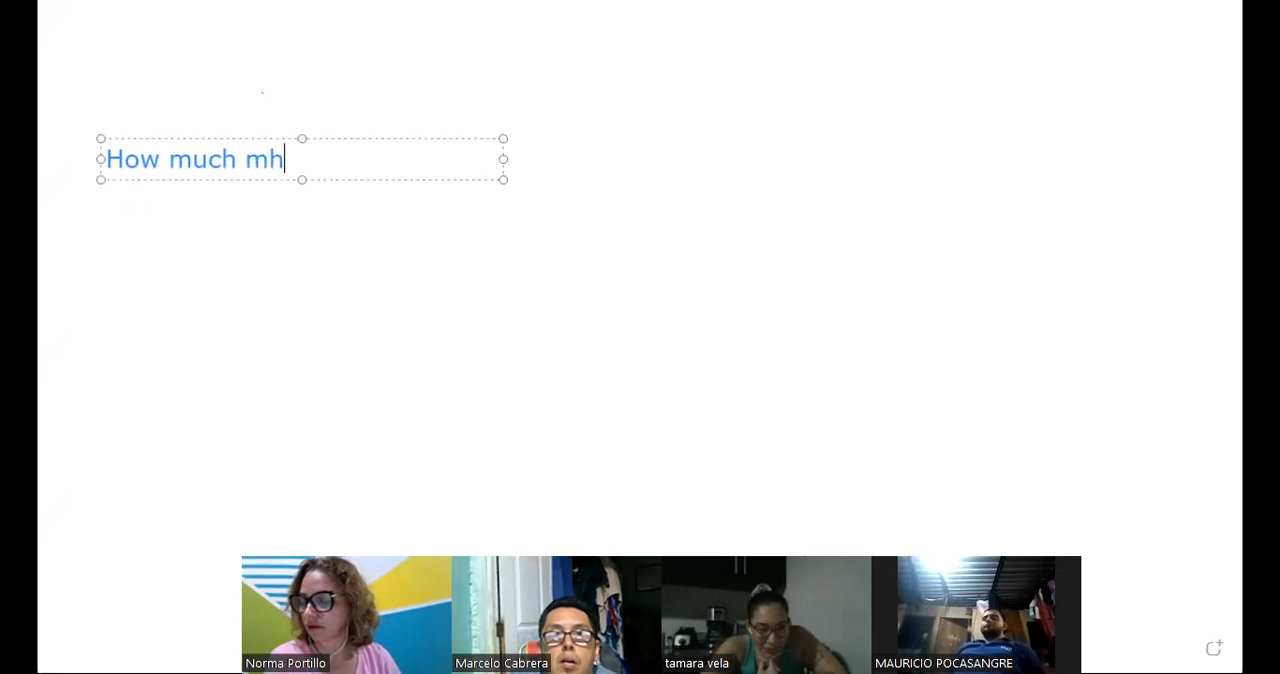 How much mh
Norma Portillo
Marcelo Cabrera
tamara vela
MAURICIO POCASANGRE